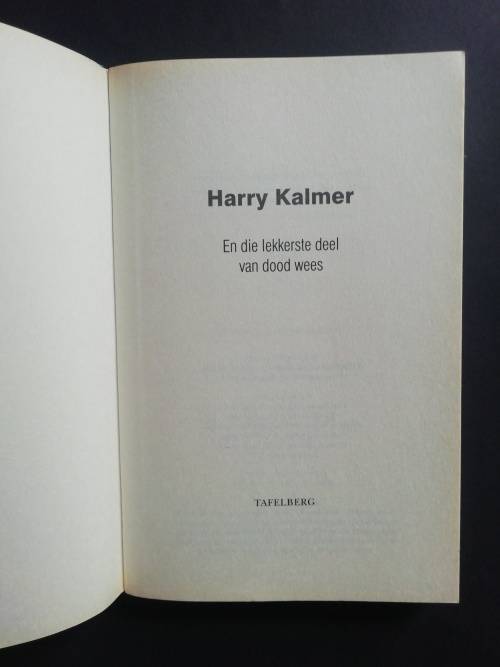 Harry Kalmer
En die lekkerste deel
van dood wees
TAFELBERG